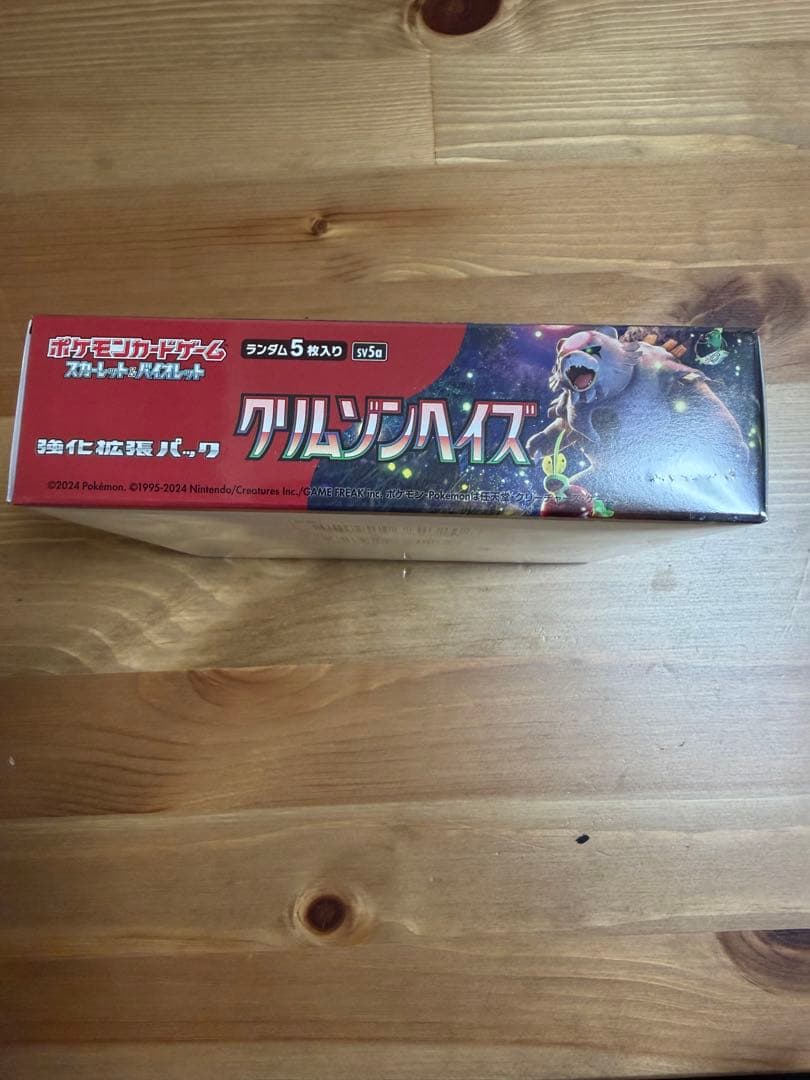 ポケモンカードゲーム
スカーレット&バイオレット
ランダム5枚入り sv5a
強化拡張パック
クリムゾンヘイズ
©2024 Pokémon. ©1995-2024 Nintendo/Creatures Inc./GAME FREAK inc. ポケモン・Pokémonは任天堂・クリーチャーズ・ゲ